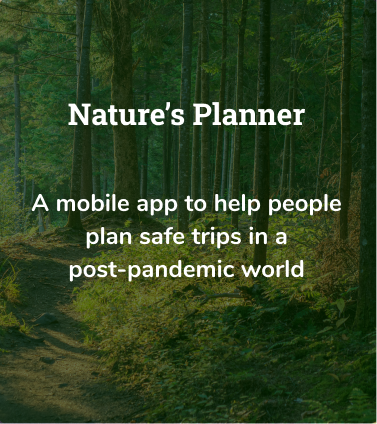 Nature’s Planner
A mobile app to help people
plan safe trips in a
post-pandemic world